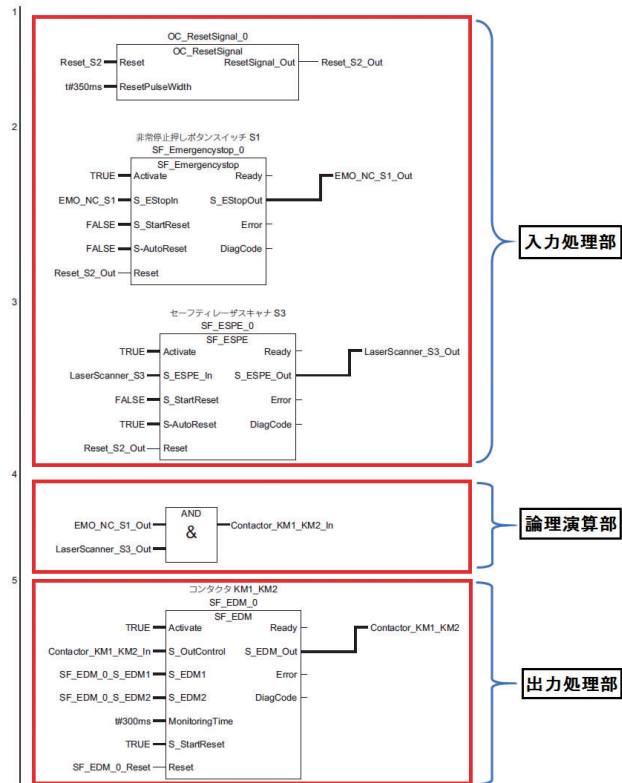 1
OC_ResetSignal_0
OC_ResetSignal
Reset_S2 Reset ResetSignal_Out Reset_S2_Out
t#350ms ResetPulseWidth
2
非常停止押しボタンスイッチ S1
SF_Emergencystop_0
SF_Emergencystop
TRUE Activate Ready
EMO_NC_S1 S_EStopIn S_EStopOut EMO_NC_S1_Out
FALSE S_StartReset Error
FALSE S-AutoReset DiagCode
Reset_S2_Out Reset
入力処理部
3
セーフティレーザスキャナ S3
SF_ESPE_0
SF_ESPE
TRUE Activate Ready LaserScanner_S3_Out
LaserScanner_S3 S_ESPE_In S_ESPE_Out
FALSE S_StartReset Error
TRUE S-AutoReset DiagCode
Reset_S2_Out Reset
4
AND
EMO_NC_S1_Out & Contactor_KM1_KM2_In
LaserScanner_S3_Out
論理演算部
5
コンタクタ KM1_KM2
SF_EDM_0
SF_EDM
TRUE Activate Ready Contactor_KM1_KM2
Contactor_KM1_KM2_In S_OutControl S_EDM_Out
SF_EDM_0_S_EDM1 S_EDM1 Error
SF_EDM_0_S_EDM2 S_EDM2 DiagCode
t#300ms MonitoringTime
TRUE S_StartReset
SF_EDM_0_Reset Reset
出力処理部